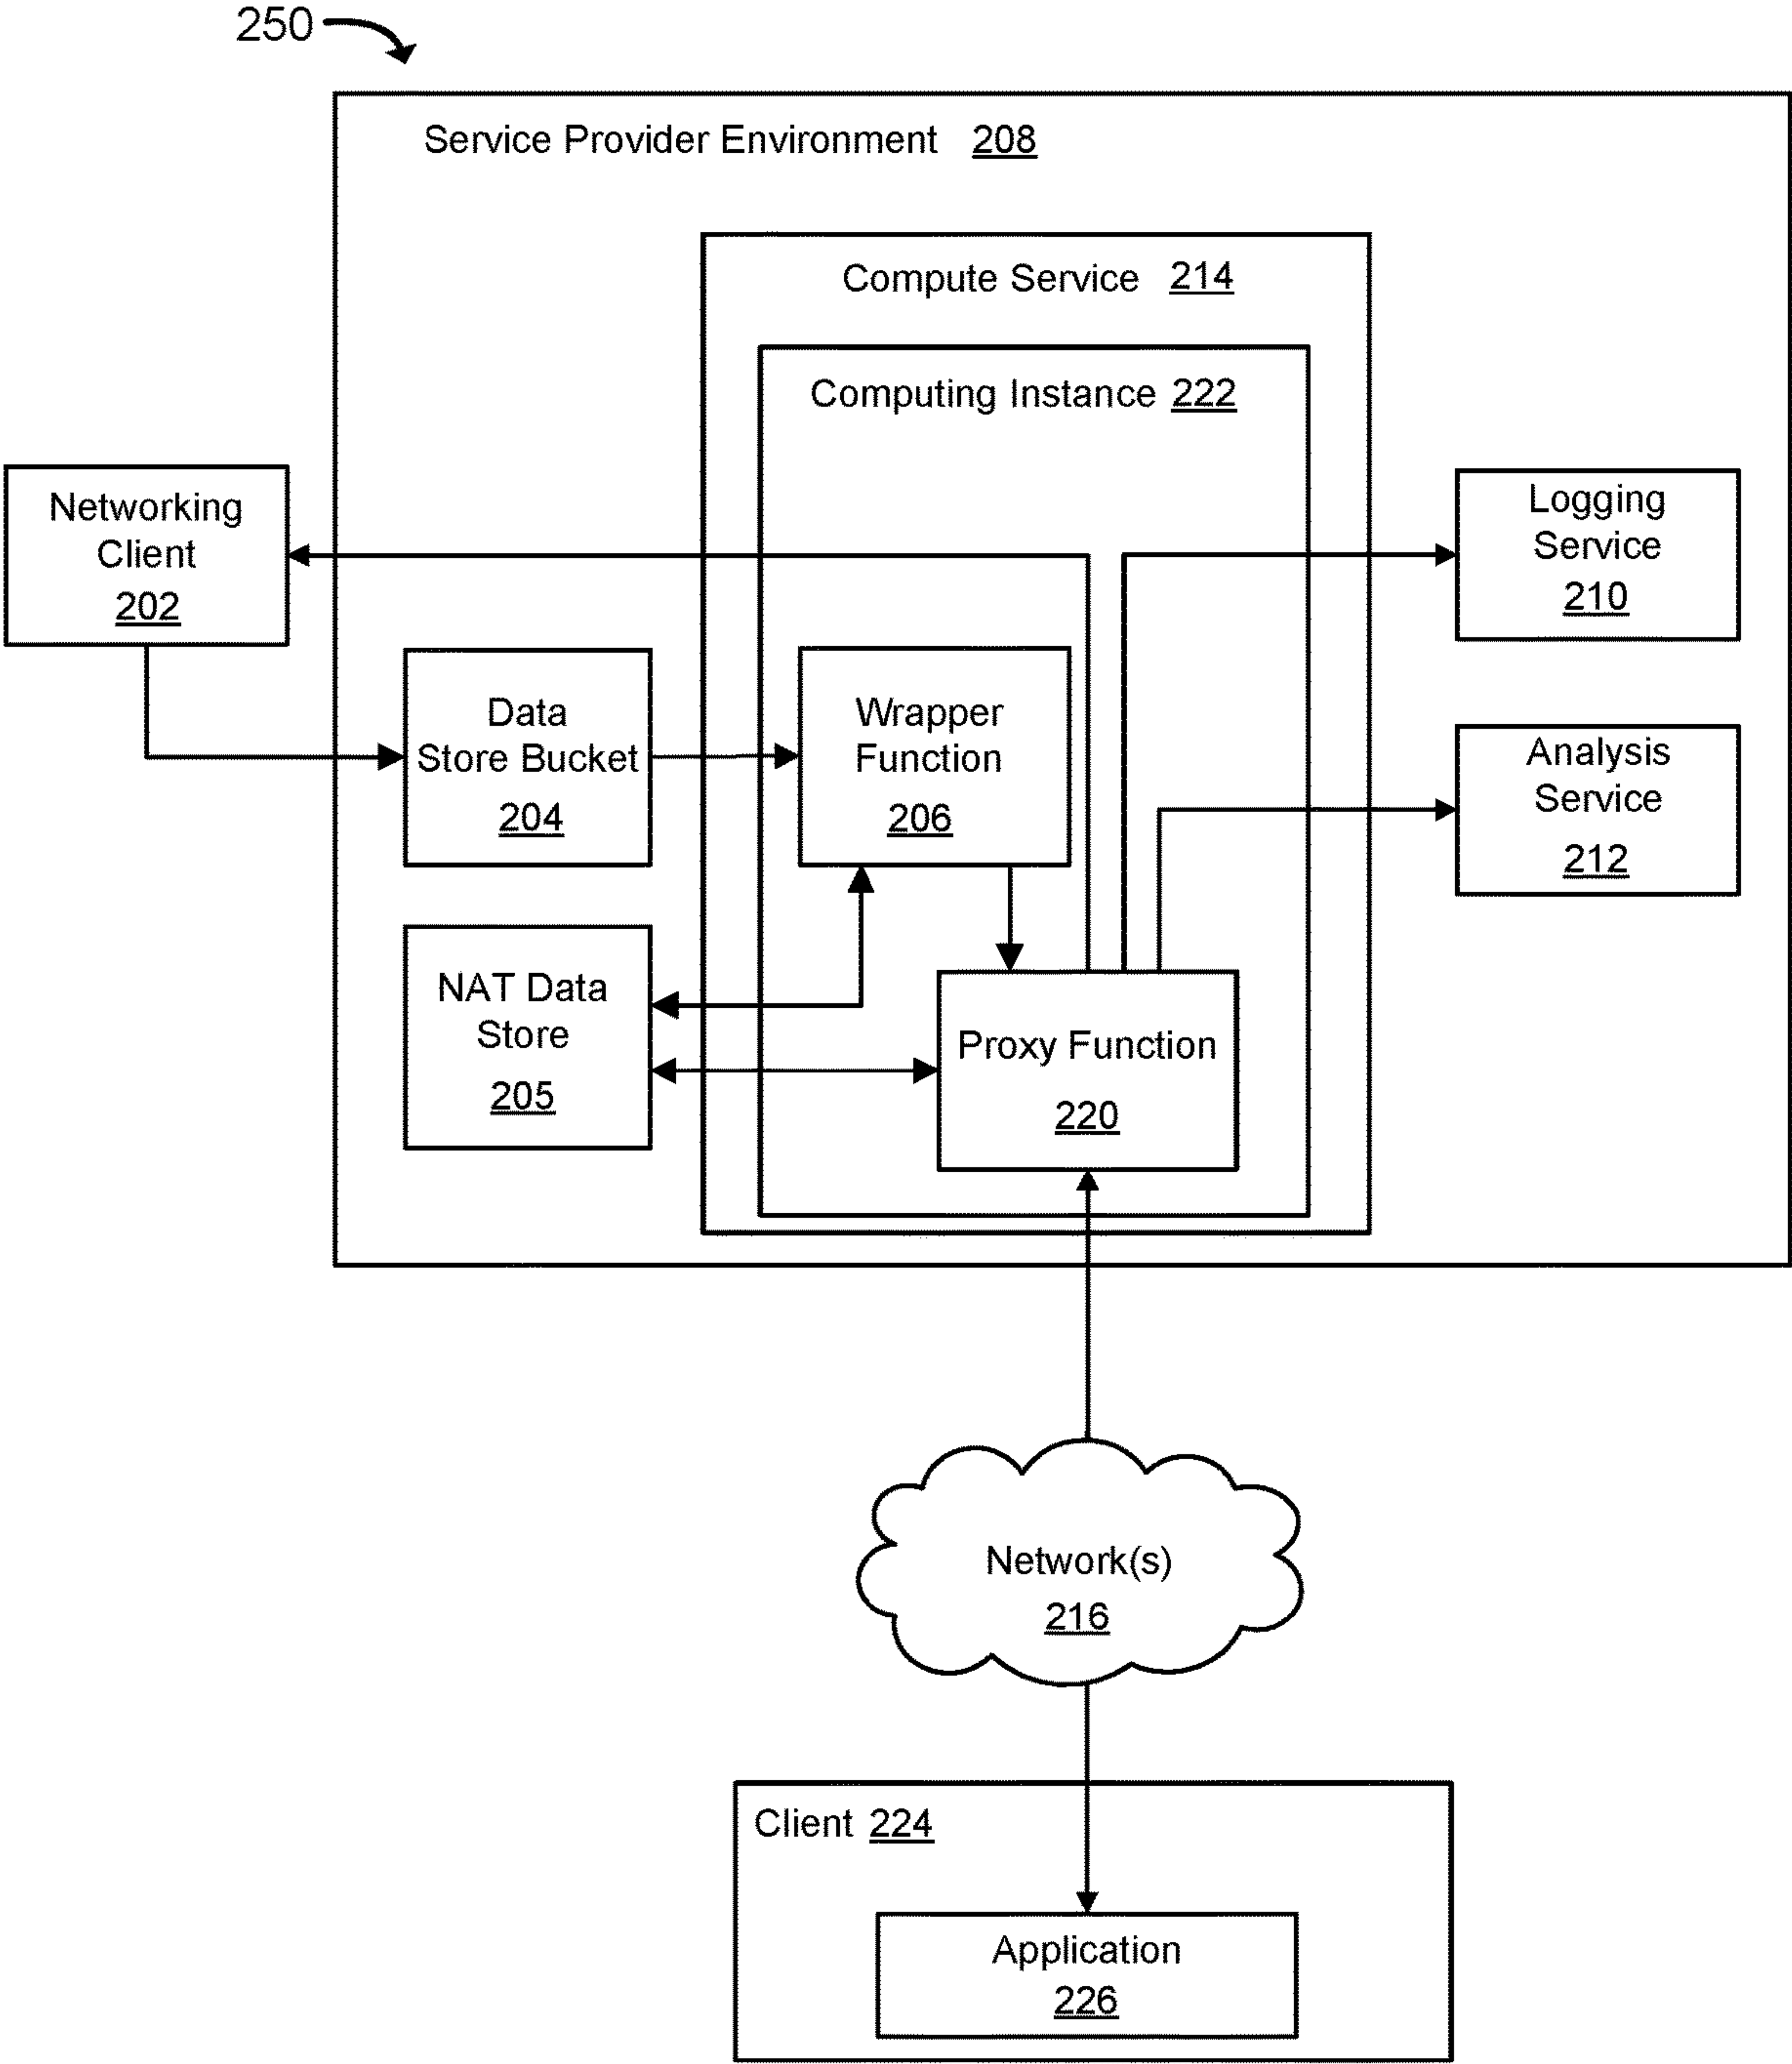 250
Service Provider Environment 208
Compute Service 214
Computing Instance 222
Networking
Client
202
Logging
Service
210
Data
Store Bucket
204
Wrapper
Function
206
Analysis
Service
212
NAT Data
Store
205
Proxy Function
220
Network(s)
216
Client 224
Application
226